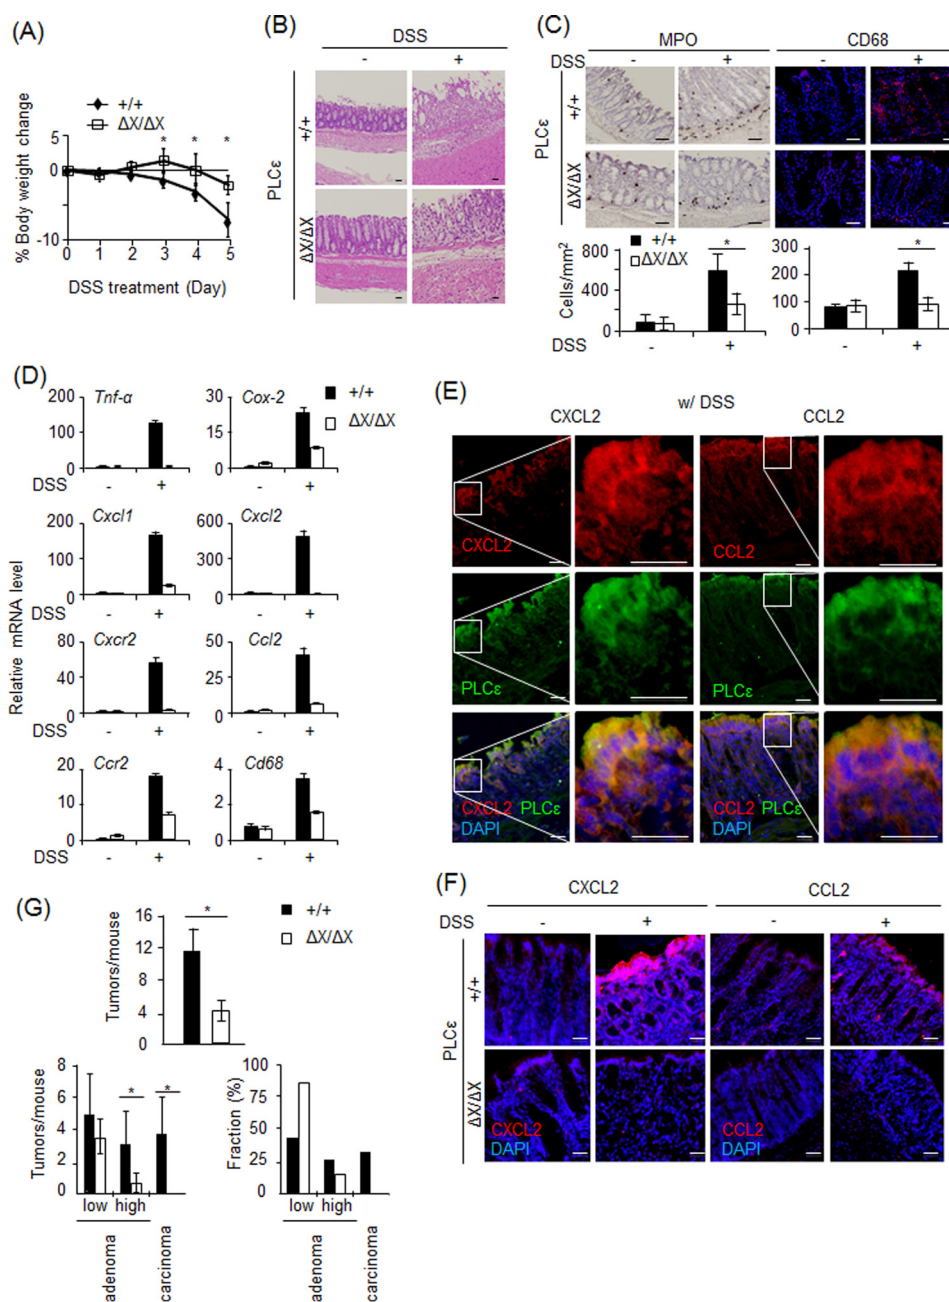 (A)
+/+
ΔX/ΔX
* * *
0
-10
% Body weight change
0 1 2 3 4 5
DSS treatment (Day)
(B)
DSS
- +
PLCε
+/+
ΔX/ΔX
(C)
MPO CD68
DSS - + - +
PLCε
+/+
ΔX/ΔX
+/+
ΔX/ΔX
Cells/mm²
800
400
0
*
300
200
100
0
*
DSS - + - +
(D)
+/+
ΔX/ΔX
Relative mRNA level
Tnf-α Cox-2
200
100
0
30
15
0
DSS - + - +
Cxcl1 Cxcl2
200
100
0
600
300
0
DSS - + - +
Cxcr2 Ccl2
80
40
0
50
25
0
DSS - + - +
Ccr2 Cd68
20
10
0
4
2
0
DSS - + - +
(E)
w/ DSS
CXCL2 CCL2
CXCL2 CCL2
PLCε PLCε
CXCL2 PLCε CCL2 PLCε
DAPI DAPI
(F)
CXCL2 CCL2
DSS - + - +
PLCε
+/+
ΔX/ΔX
CXCL2 CCL2
DAPI DAPI
(G)
+/+
ΔX/ΔX
Tumors/mouse
16
12
8
4
0
*
Tumors/mouse
8
6
4
2
0
* *
low high
adenoma
carcinoma
Fraction (%)
100
75
50
25
0
low high
adenoma
carcinoma